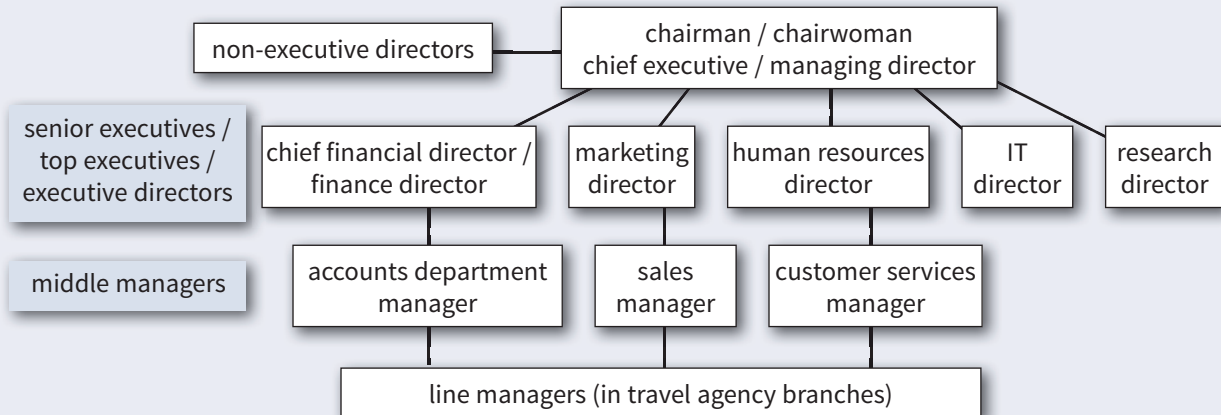 non-executive directors
chairman / chairwoman
chief executive / managing director
senior executives /
top executives /
executive directors
chief financial director /
finance director
marketing
director
human resources
director
IT
director
research
director
middle managers
accounts department
manager
sales
manager
customer services
manager
line managers (in travel agency branches)